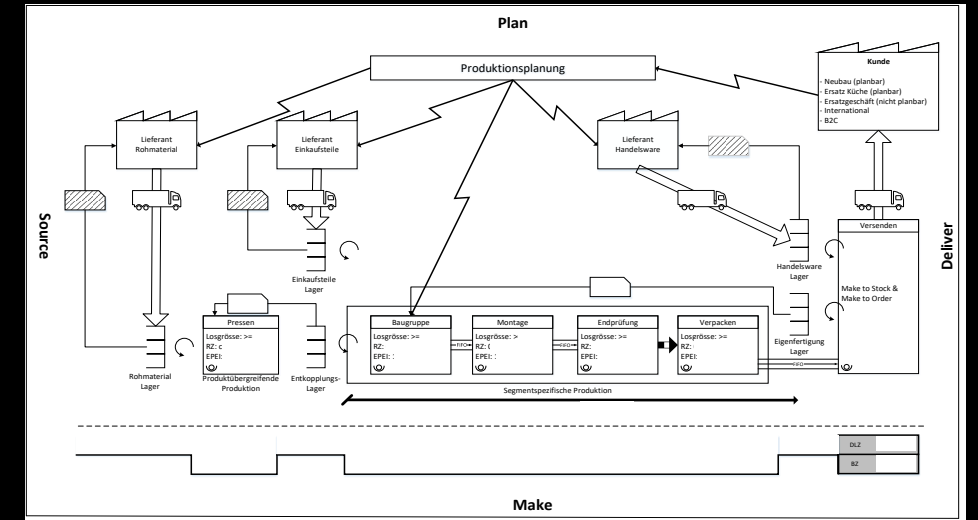 Plan
Produktionsplanung
Kunde
- Neubau (planbar)
- Ersatz Küche (planbar)
- Ersatzgeschäft (nicht planbar)
- International
- B2C
Lieferant
Rohmaterial
Lieferant
Einkaufsteile
Lieferant
Handelsware
Source
Deliver
Versenden
Make to Stock &
Make to Order
Einkaufsteile
Lager
Handelsware
Lager
Eigenfertigung
Lager
Rohmaterial
Lager
Pressen
Losgrösse: >=
RZ: c
EPEI:
Produktübergreifende
Produktion
Entkopplungs-
Lager
Baugruppe
Losgrösse: >=
RZ:
EPEI: :
FIFO
Montage
Losgrösse: >
RZ: (
EPEI: :
FIFO
Endprüfung
Losgrösse: >=
RZ:
EPEI:
Verpacken
Losgrösse: >=
RZ:
EPEI:
FIFO
Segmentspezifische Produktion
DLZ
BZ
Make